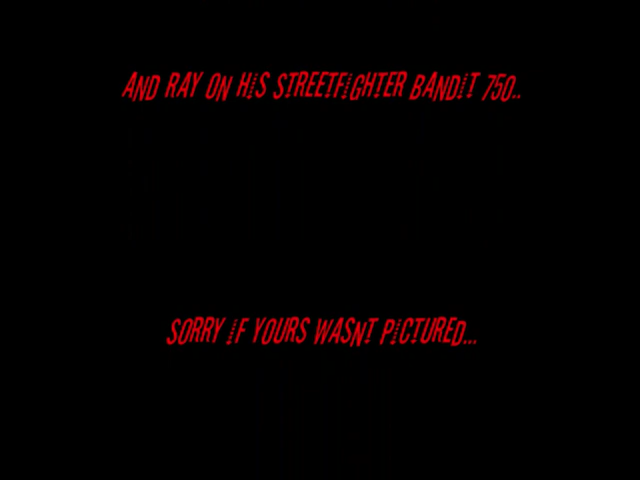 AND RAY ON HIS STREETFIGHTER BANDIT 750..
SORRY IF YOURS WASNT PICTURED...